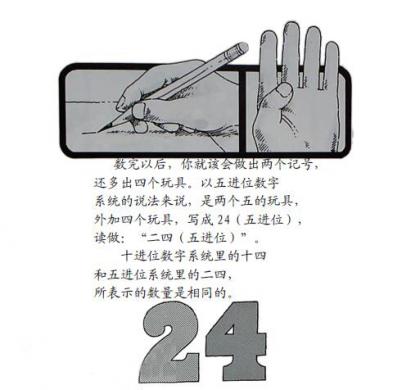 数完以后，你就该会做出两个记号，
还多出四个玩具。以五进位数字
系统的说法来说，是两个五的玩具，
外加四个玩具，写成24（五进位），
读做：“二四（五进位）”。
十进位数字系统里的十四
和五进位系统里的二四，
所表示的数量是相同的。
24